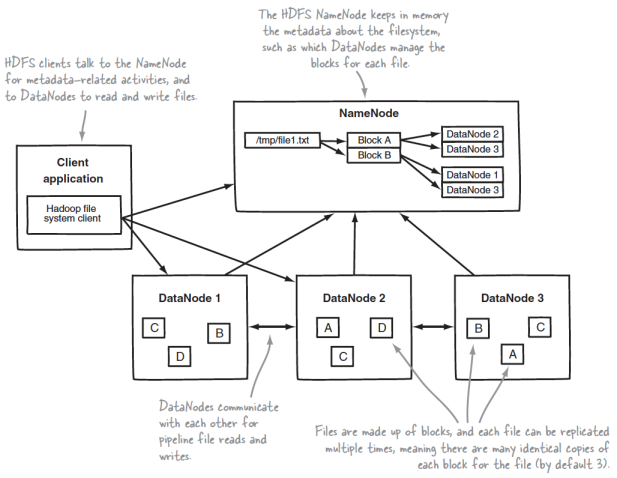 The HDFS NameNode keeps in memory
the metadata about the filesystem,
such as which DataNodes manage the
blocks for each file.
HDFS clients talk to the NameNode
for metadata-related activities, and
to DataNodes to read and write files.
NameNode
/tmp/file1.txt
Block A
Block B
DataNode 2
DataNode 3
DataNode 1
DataNode 3
Client
application
Hadoop file
system client
DataNode 1
C
B
D
DataNode 2
A
D
C
DataNode 3
B
C
A
DataNodes communicate
with each other for
pipeline file reads and
writes.
Files are made up of blocks, and each file can be replicated
multiple times, meaning there are many identical copies of
each block for the file (by default 3).